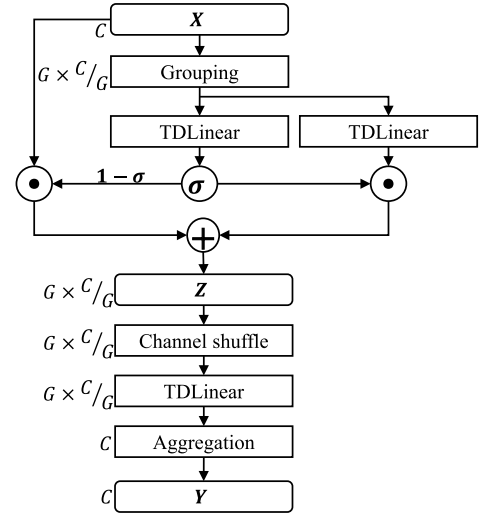 X
C
G × C/G
Grouping
TDLinear
TDLinear
1 − σ
σ
G × C/G
Z
G × C/G
Channel shuffle
G × C/G
TDLinear
C
Aggregation
C
Y